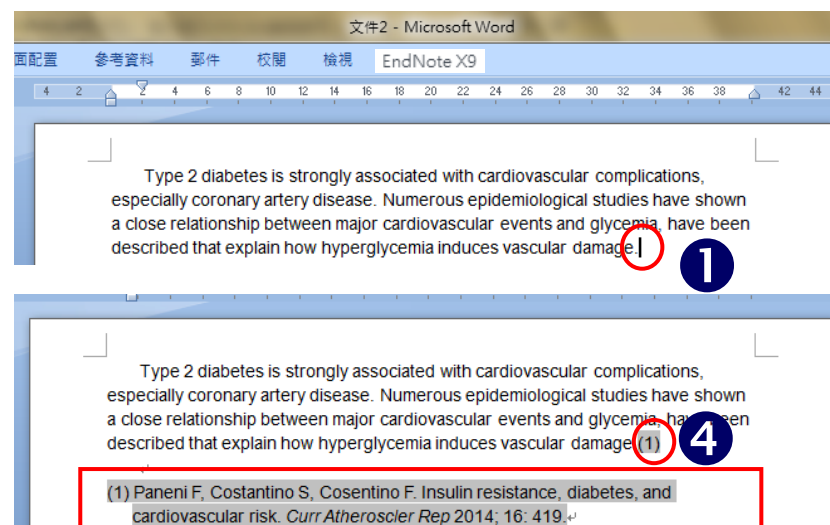 文件2 - Microsoft Word
面配置 參考資料 郵件 校閱 檢視 EndNote X9
4 2 2 4 6 8 10 12 14 16 18 20 22 24 26 28 30 32 34 36 38 42 44
Type 2 diabetes is strongly associated with cardiovascular complications,
especially coronary artery disease. Numerous epidemiological studies have shown
a close relationship between major cardiovascular events and glycemia, have been
described that explain how hyperglycemia induces vascular damage.
1
Type 2 diabetes is strongly associated with cardiovascular complications,
especially coronary artery disease. Numerous epidemiological studies have shown
a close relationship between major cardiovascular events and glycemia, have been
described that explain how hyperglycemia induces vascular damage.(1)
4
(1) Paneni F, Costantino S, Cosentino F. Insulin resistance, diabetes, and
cardiovascular risk. Curr Atheroscler Rep 2014; 16: 419.